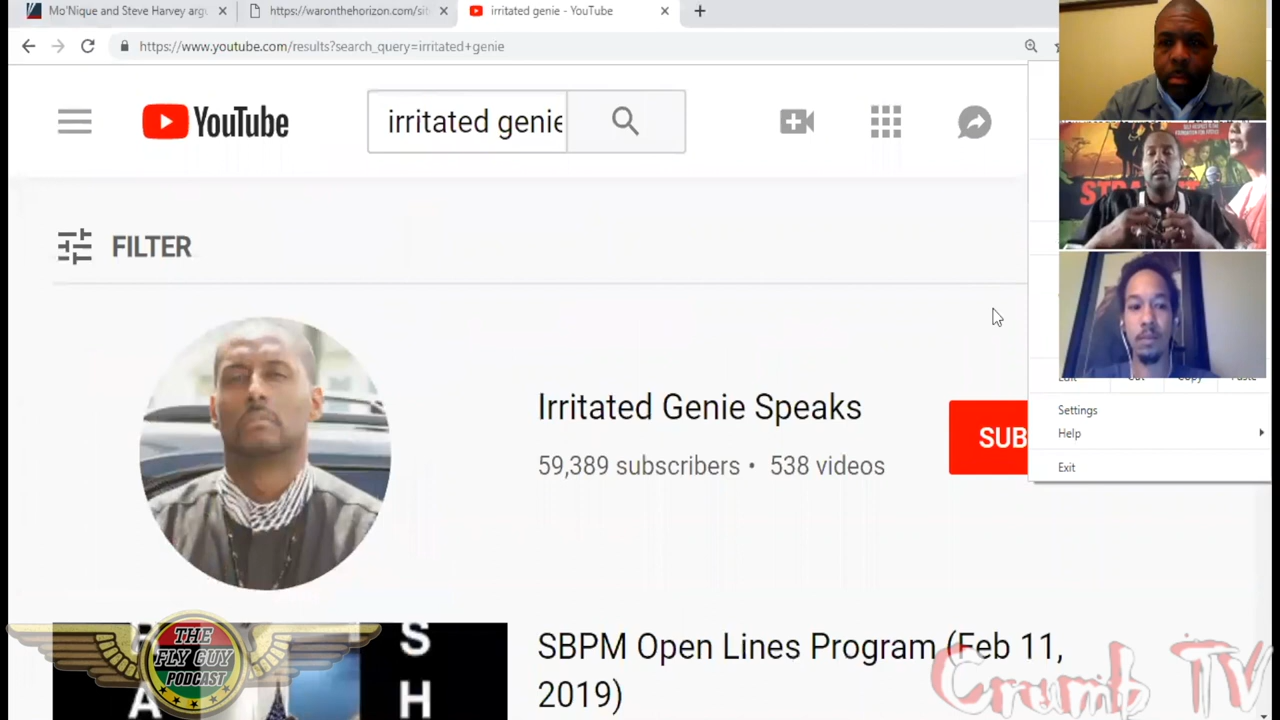 Mo'Nique and Steve Harvey arg
https://waronthehorizon.com/sit
irritated genie - YouTube
https://www.youtube.com/results?search_query=irritated+genie
YouTube
irritated genie
FILTER
Irritated Genie Speaks
59,389 subscribers • 538 videos
SUB
Settings
Help
Exit
SBPM Open Lines Program (Feb 11,
2019)
S
H
A
THE
FLY GUY
PODCAST
Crumb TV